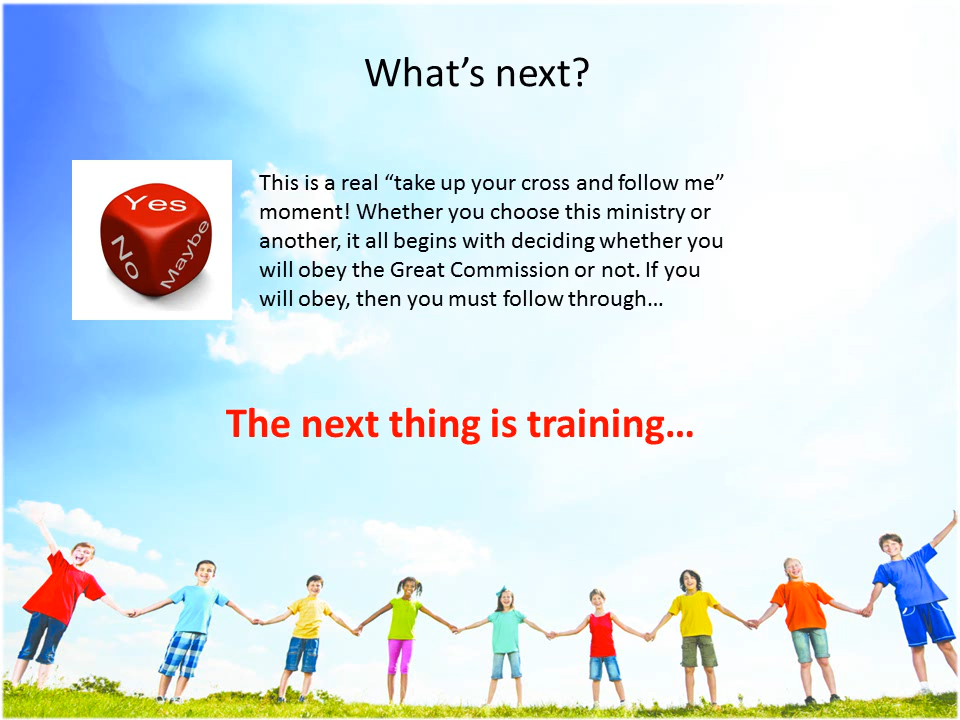 What’s next?
Yes
No
Maybe
This is a real “take up your cross and follow me”
moment! Whether you choose this ministry or
another, it all begins with deciding whether you
will obey the Great Commission or not. If you
will obey, then you must follow through…
The next thing is training…